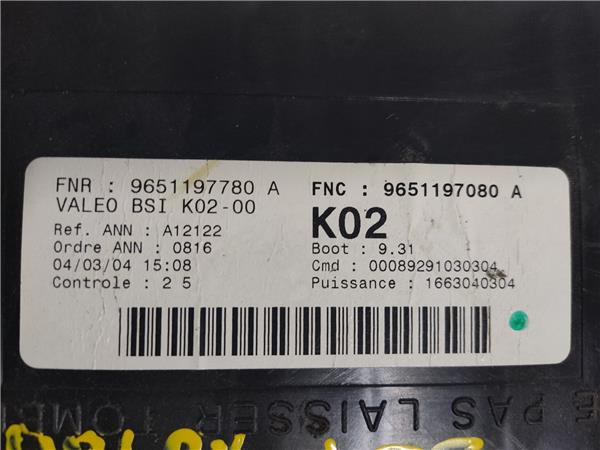 FNR : 9651197780 A
VALEO BSI K02-00
Ref. ANN : A12122
Ordre ANN : 0816
04/03/04 15:08
Controle : 2 5
FNC : 9651197080 A
K02
Boot : 9.31
Cmd : 00089291030304
Puissance : 1663040304
PAS LAISSER TOMB